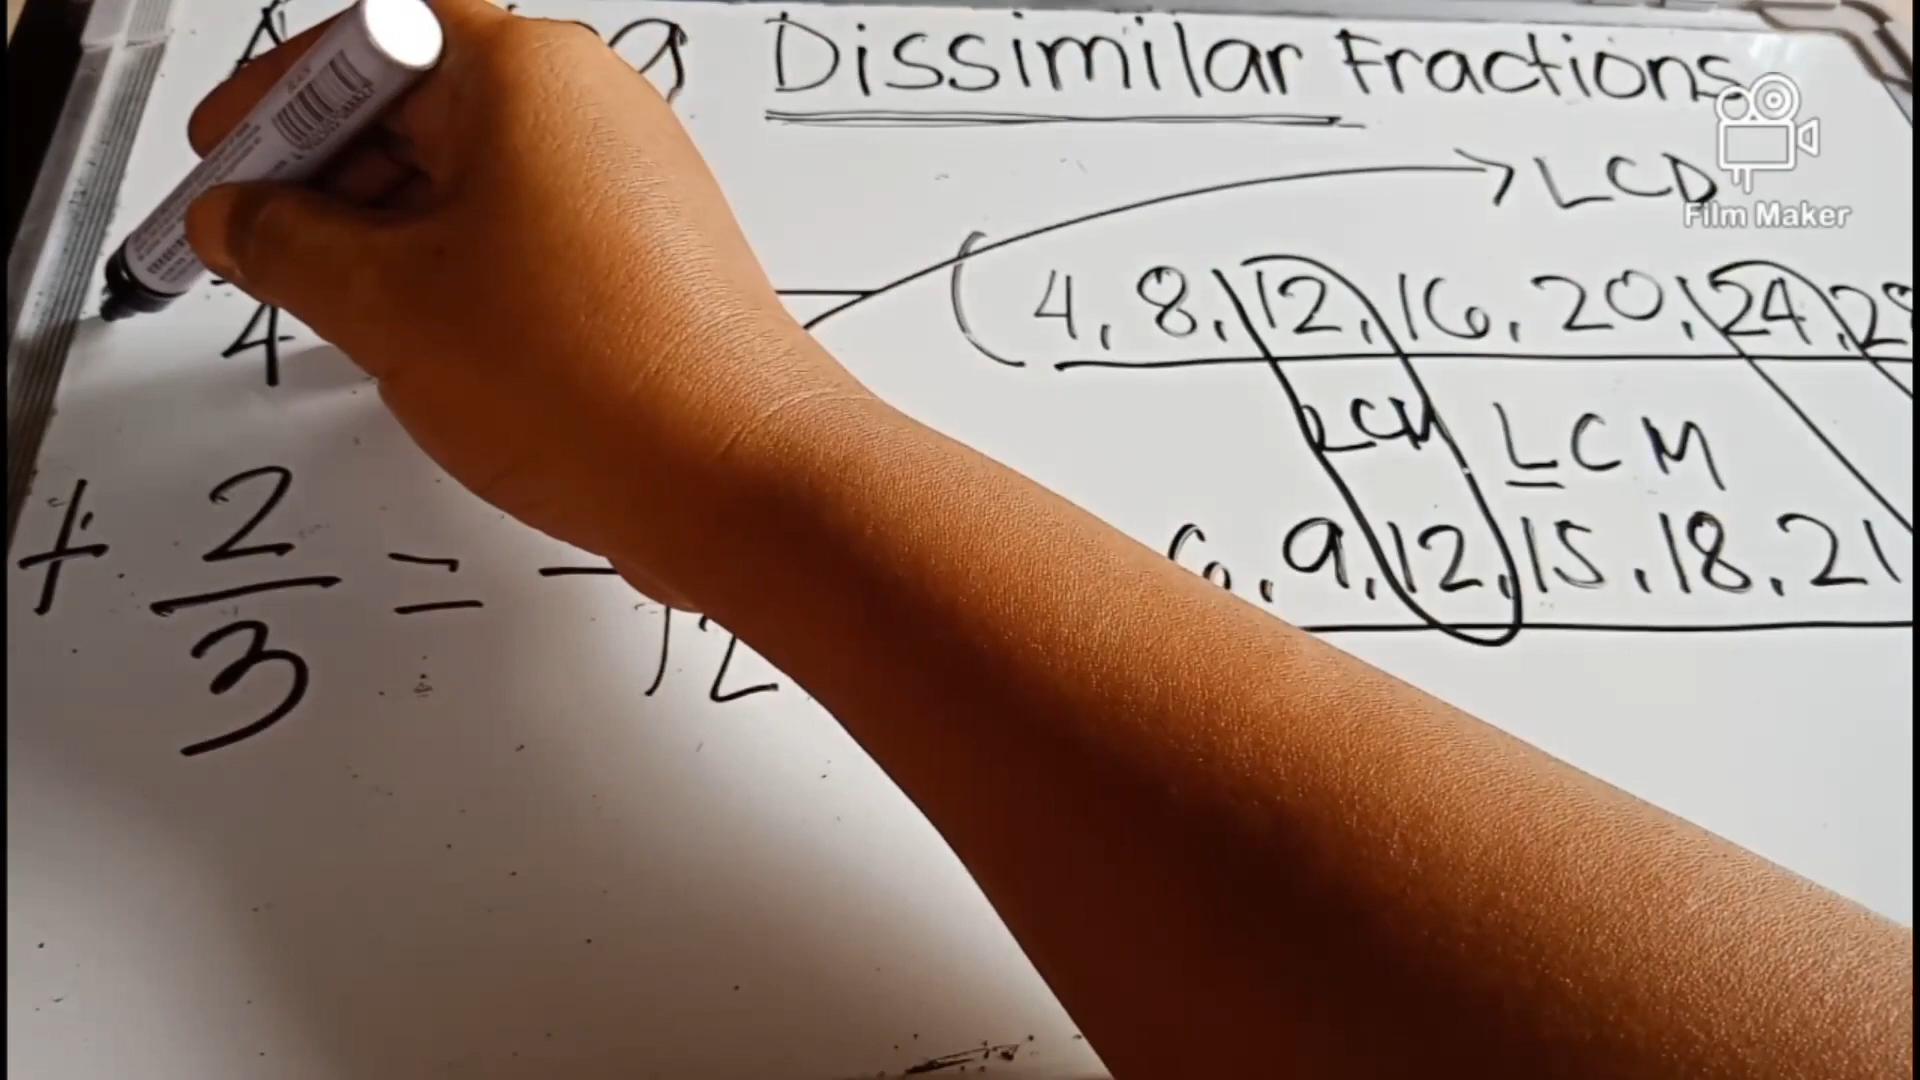 Dissimilar Fractions
LCD
Film Maker
4, 8, 12, 16, 20, 24, 28
4
LCM LCM
+ 2/3 = /12
6, 9, 12, 15, 18, 21